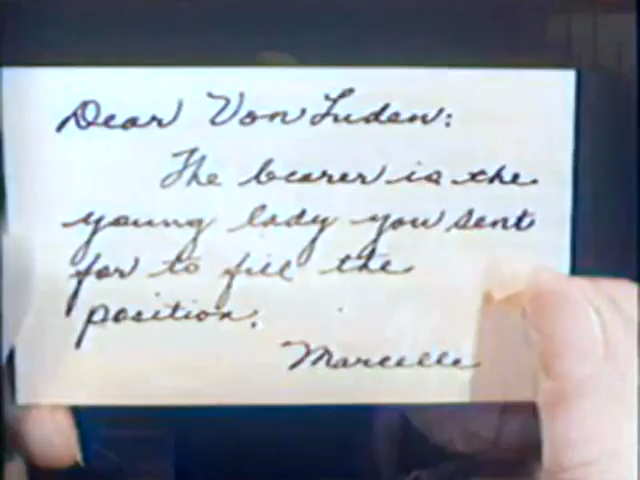 Dear Von Luden:
The bearer is the
young lady you sent
for to fill the
position.
Marcelle